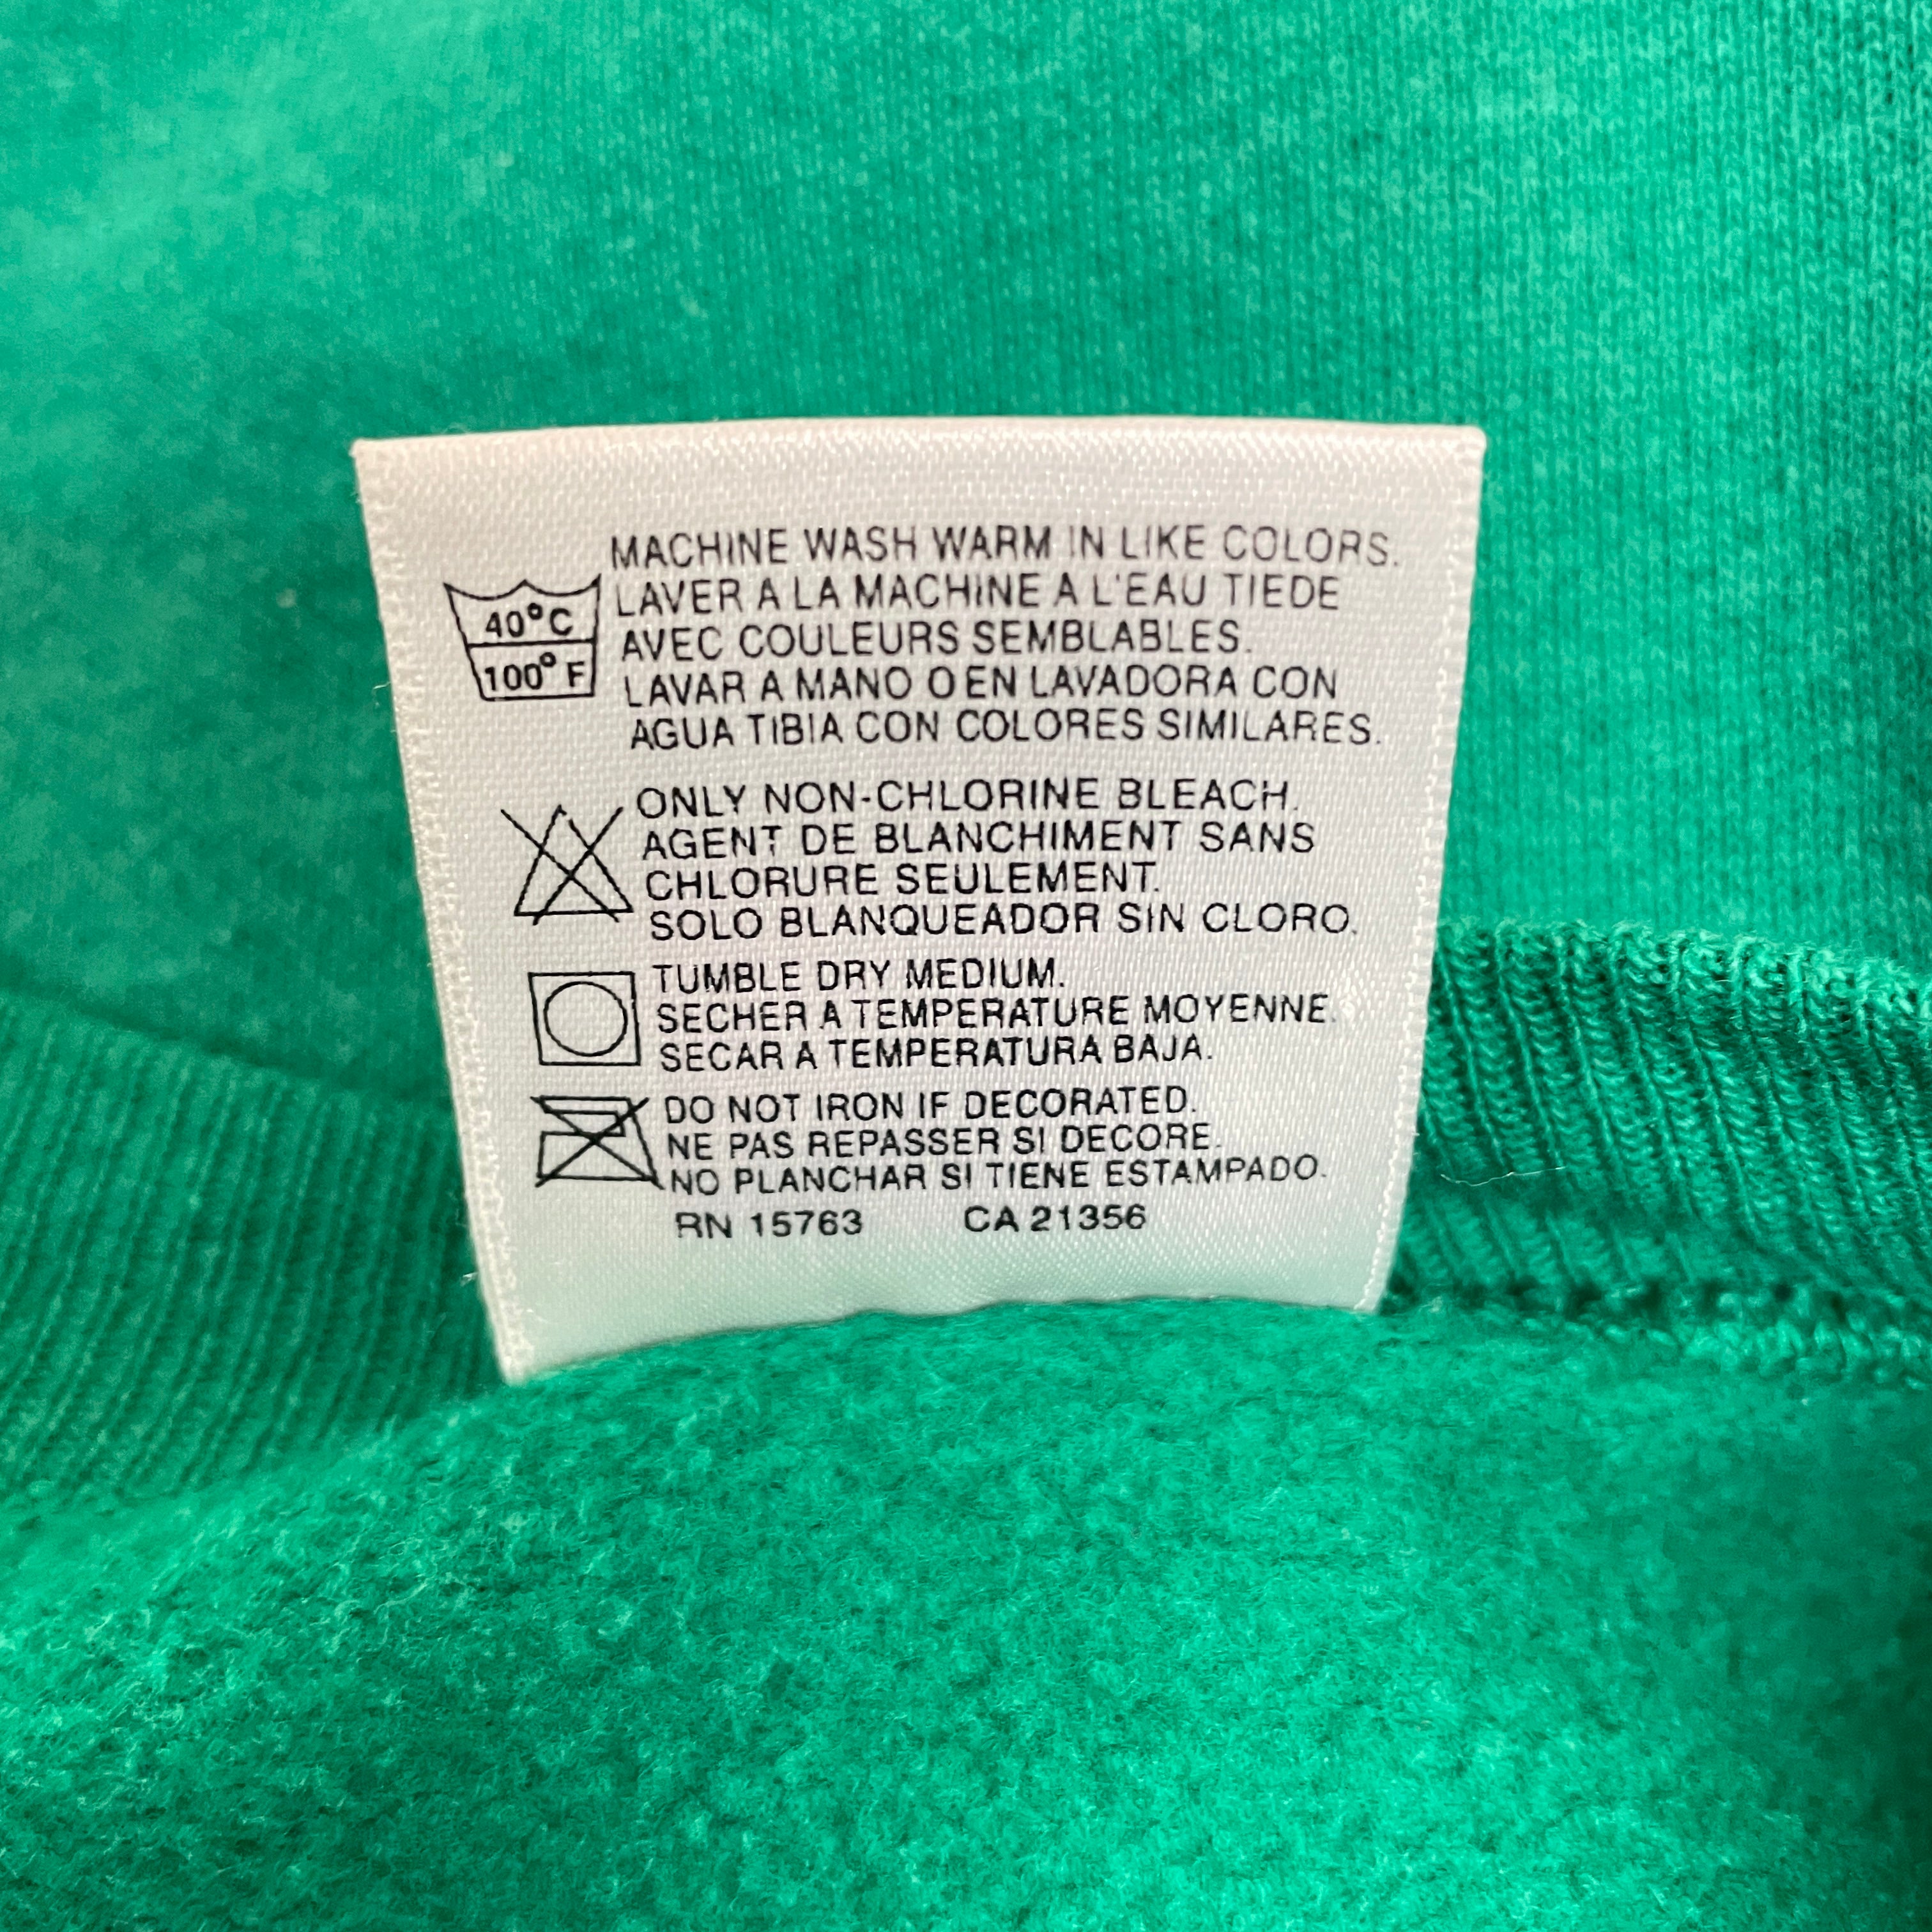 MACHINE WASH WARM IN LIKE COLORS.
LAVER A LA MACHINE A L'EAU TIEDE
AVEC COULEURS SEMBLABLES.
LAVAR A MANO O EN LAVADORA CON
AGUA TIBIA CON COLORES SIMILARES.
40°C
100°F
ONLY NON-CHLORINE BLEACH.
AGENT DE BLANCHIMENT SANS
CHLORURE SEULEMENT.
SOLO BLANQUEADOR SIN CLORO.
TUMBLE DRY MEDIUM.
SECHER A TEMPERATURE MOYENNE.
SECAR A TEMPERATURA BAJA.
DO NOT IRON IF DECORATED.
NE PAS REPASSER SI DECORE.
NO PLANCHAR SI TIENE ESTAMPADO.
RN 15763 CA 21356